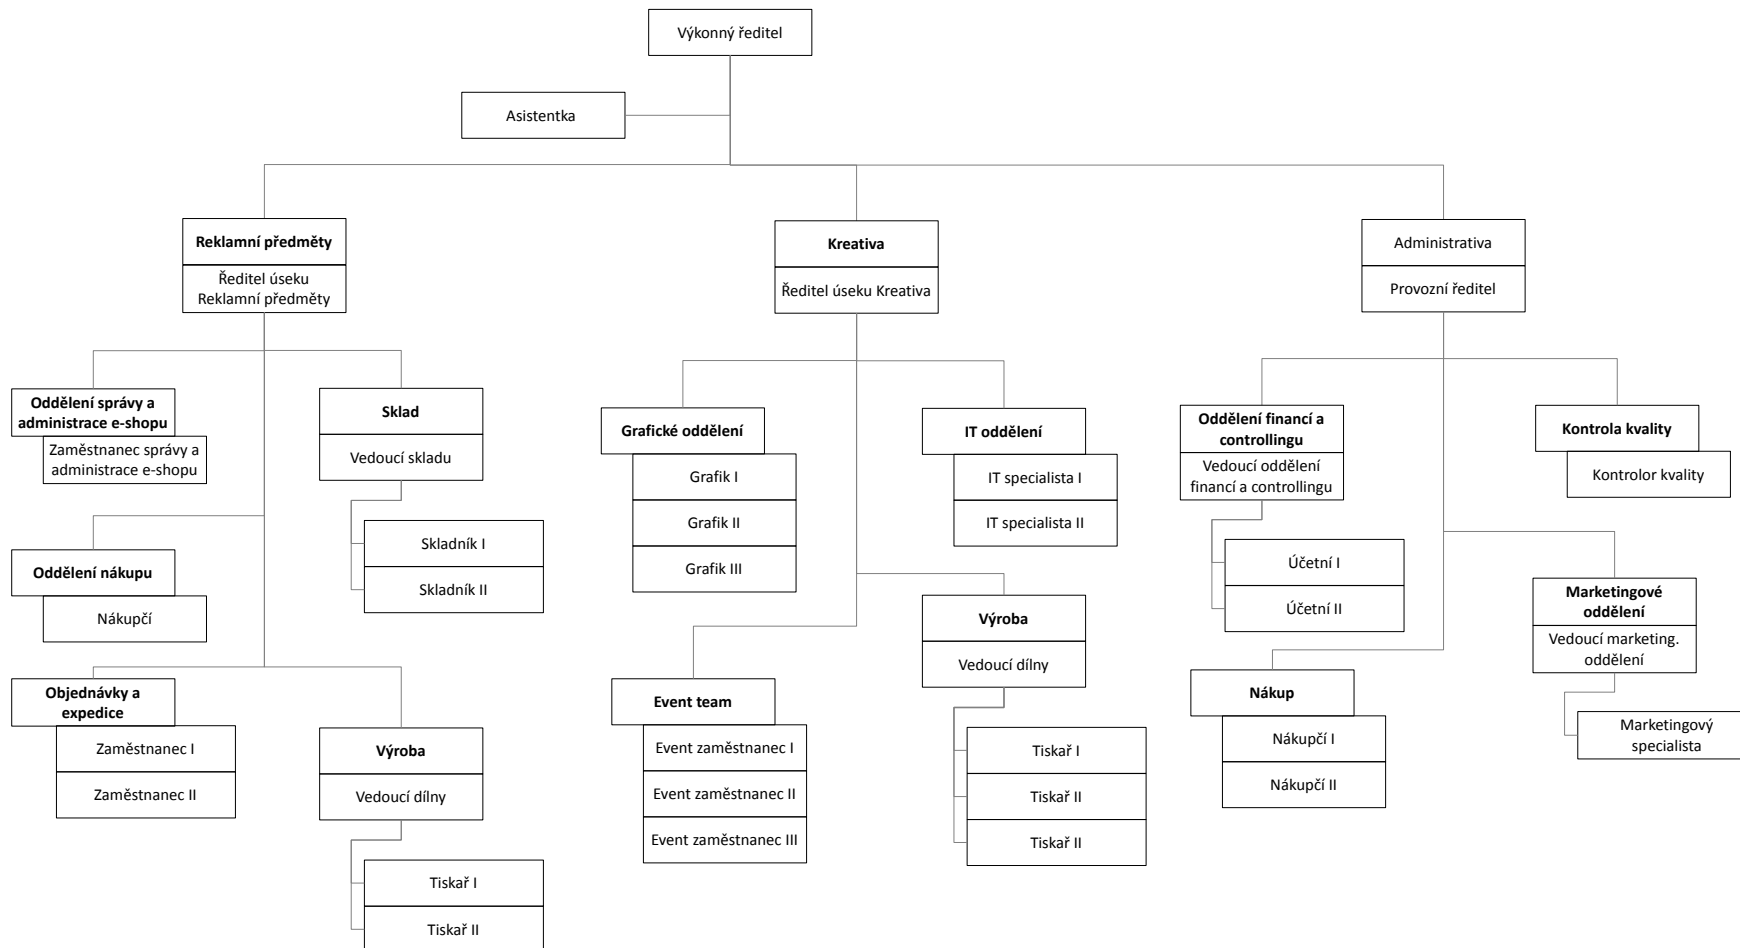 Výkonný ředitel
Asistentka
Reklamní předměty
Ředitel úseku
Reklamní předměty
Oddělení správy a
administrace e-shopu
Zaměstnanec správy a
administrace e-shopu
Sklad
Vedoucí skladu
Skladník I
Skladník II
Oddělení nákupu
Nákupčí
Objednávky a
expedice
Zaměstnanec I
Zaměstnanec II
Výroba
Vedoucí dílny
Tiskař I
Tiskař II
Kreativa
Ředitel úseku Kreativa
Grafické oddělení
Grafik I
Grafik II
Grafik III
IT oddělení
IT specialista I
IT specialista II
Event team
Event zaměstnanec I
Event zaměstnanec II
Event zaměstnanec III
Výroba
Vedoucí dílny
Tiskař I
Tiskař II
Tiskař II
Administrativa
Provozní ředitel
Oddělení financí a
controllingu
Vedoucí oddělení
financí a controllingu
Účetní I
Účetní II
Kontrola kvality
Kontrolor kvality
Nákup
Nákupčí I
Nákupčí II
Marketingové
oddělení
Vedoucí marketing.
oddělení
Marketingový
specialista